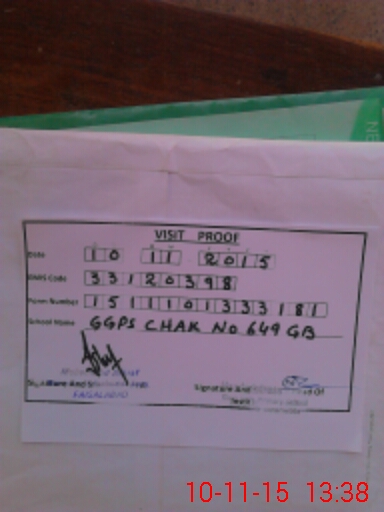 VISIT PROOF
Date 10 11 2015
EMIS Code 33120398
Form Number 1511101333181
School Name GGPS CHAK No 649 GB
Signature And
FAISALABAD
10-11-15 13:38